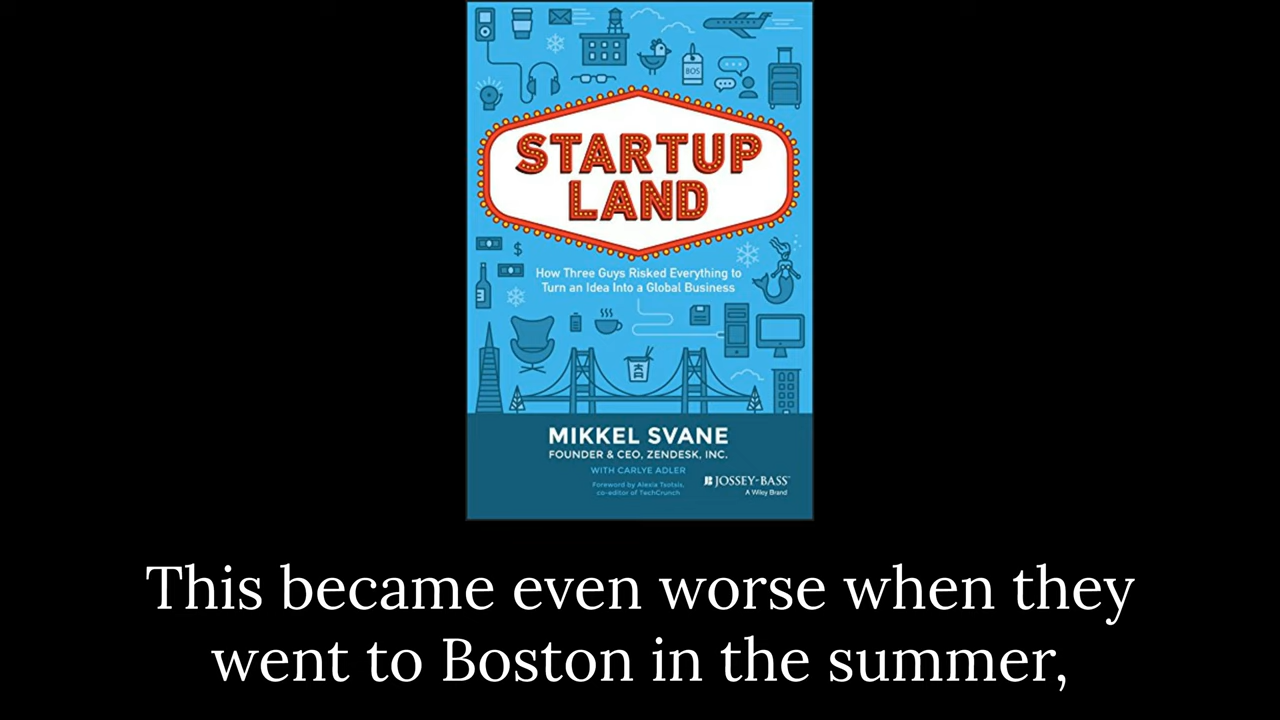 BOS
STARTUP
LAND
$
How Three Guys Risked Everything to
Turn an Idea Into a Global Business
MIKKEL SVANE
FOUNDER & CEO, ZENDESK, INC.
WITH CARLYE ADLER
Foreword by Alexia Tsotsis,
co-editor of TechCrunch
JOSSEY-BASS™
A Wiley Brand
This became even worse when they
went to Boston in the summer,